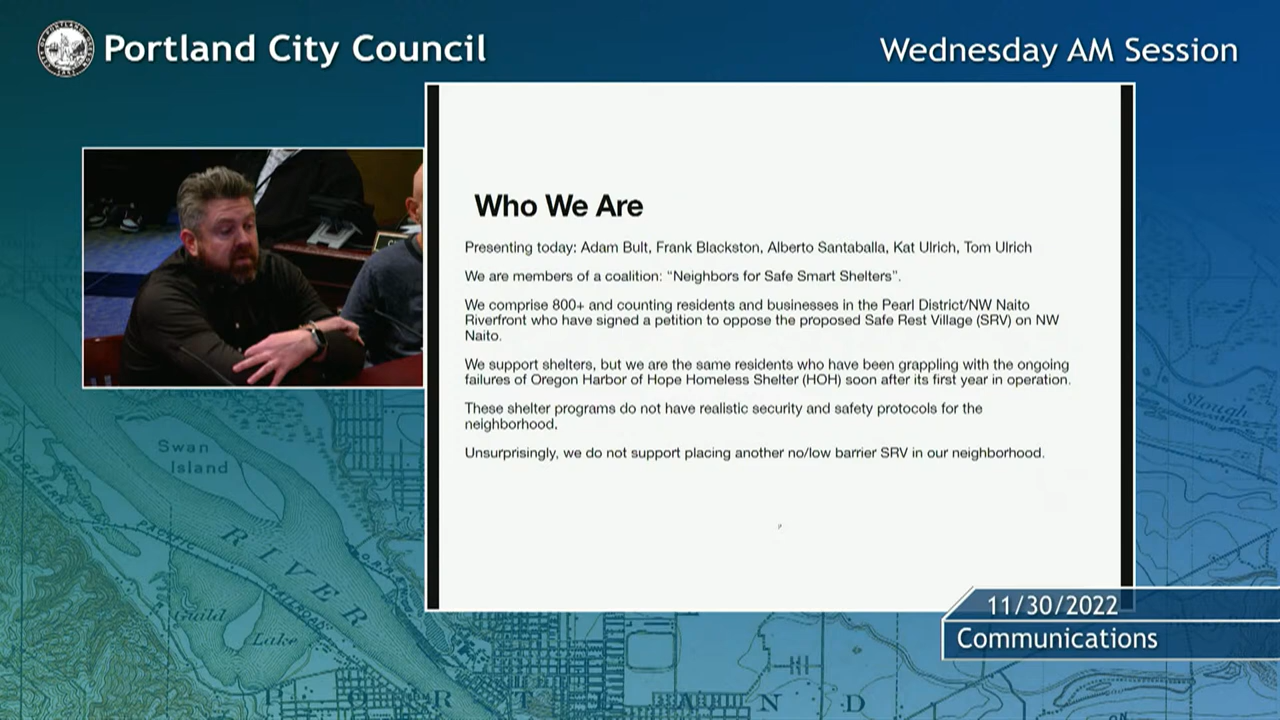 Portland City Council
Wednesday AM Session
Who We Are
Presenting today: Adam Bult, Frank Blackston, Alberto Santaballa, Kat Ulrich, Tom Ulrich
We are members of a coalition: “Neighbors for Safe Smart Shelters”.
We comprise 800+ and counting residents and businesses in the Pearl District/NW Naito
Riverfront who have signed a petition to oppose the proposed Safe Rest Village (SRV) on NW
Naito.
We support shelters, but we are the same residents who have been grappling with the ongoing
failures of Oregon Harbor of Hope Homeless Shelter (HOH) soon after its first year in operation.
These shelter programs do not have realistic security and safety protocols for the
neighborhood.
Unsurprisingly, we do not support placing another no/low barrier SRV in our neighborhood.
Swan
Island
Slough
NORTHERN
PACIFIC
RAILROAD
RIVER
Guild
Lake
PORTLAND
11/30/2022
Communications